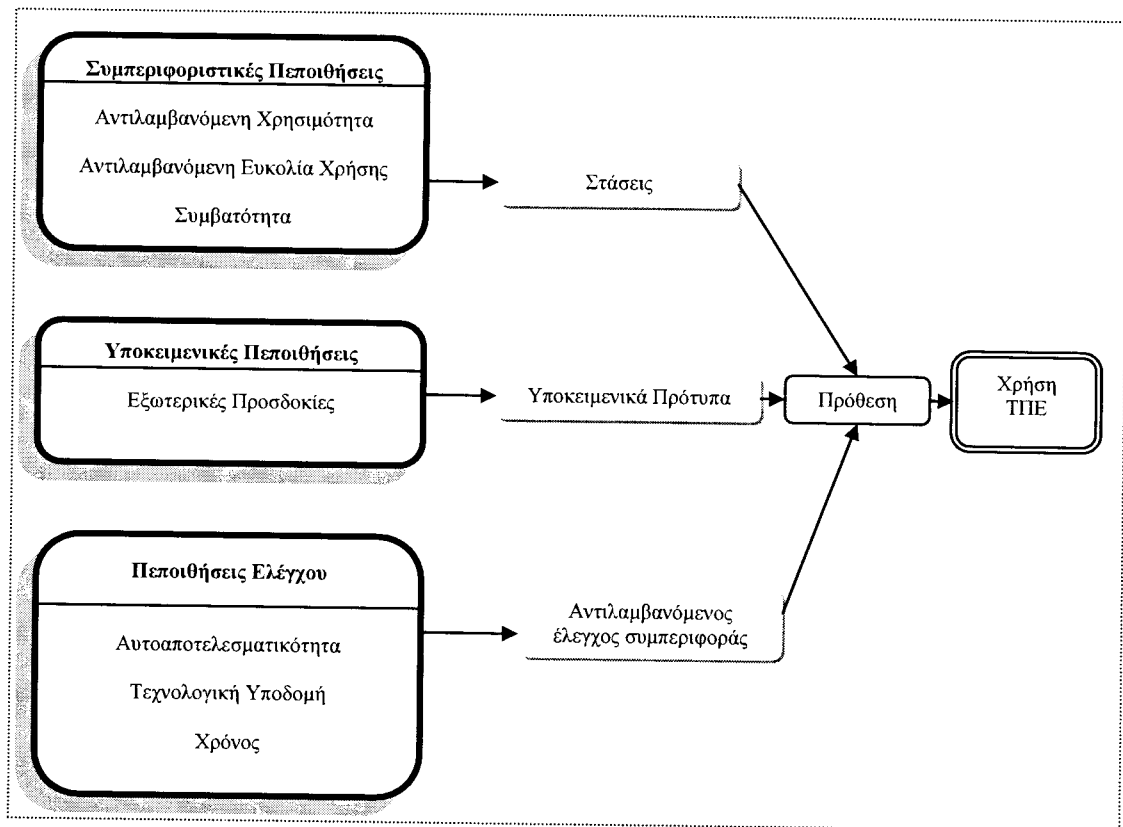 Συμπεριφοριστικές Πεποιθήσεις
Αντιλαμβανόμενη Χρησιμότητα
Αντιλαμβανόμενη Ευκολία Χρήσης
Συμβατότητα
Στάσεις
Υποκειμενικές Πεποιθήσεις
Εξωτερικές Προσδοκίες
Υποκειμενικά Πρότυπα
Πρόθεση
Χρήση
ΤΠΕ
Πεποιθήσεις Ελέγχου
Αυτοαποτελεσματικότητα
Τεχνολογική Υποδομή
Χρόνος
Αντιλαμβανόμενος
έλεγχος συμπεριφοράς